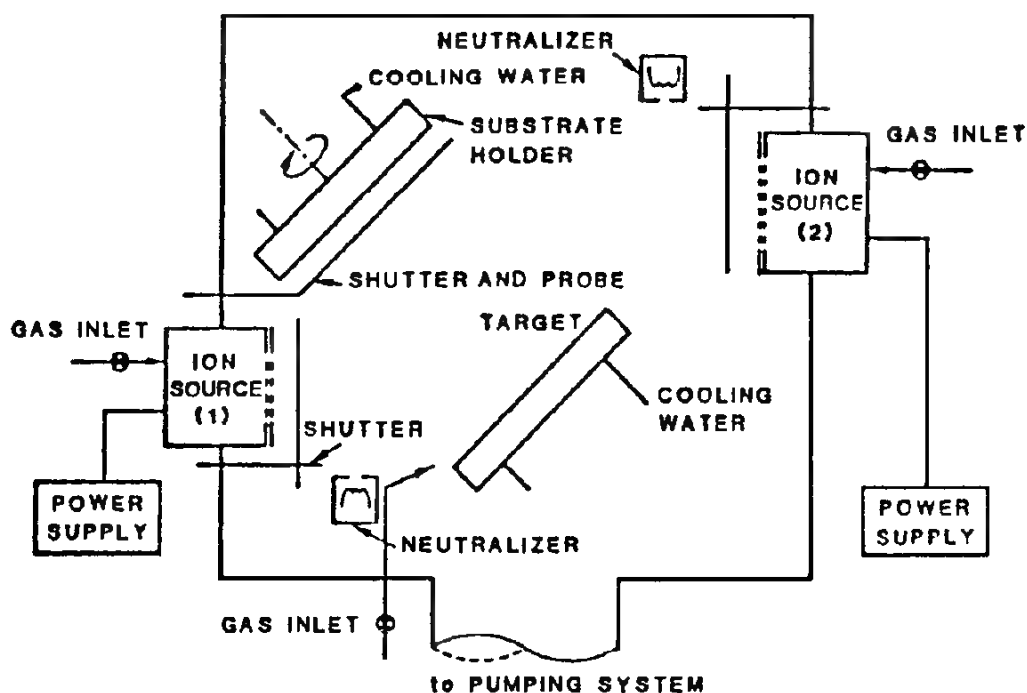 NEUTRALIZER
COOLING WATER
SUBSTRATE
HOLDER
GAS INLET
ION
SOURCE
(2)
SHUTTER AND PROBE
TARGET
GAS INLET
ION
SOURCE
(1)
COOLING
WATER
SHUTTER
POWER
SUPPLY
POWER
SUPPLY
NEUTRALIZER
GAS INLET
to PUMPING SYSTEM